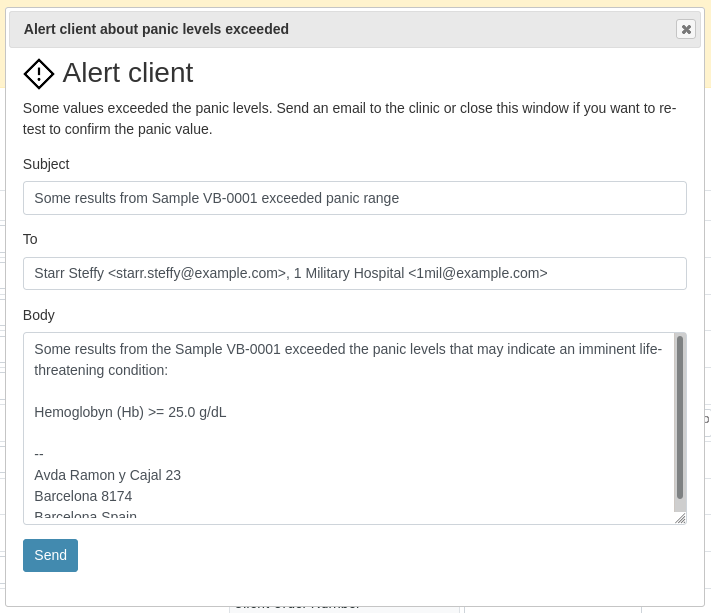 Alert client about panic levels exceeded
Alert client
Some values exceeded the panic levels. Send an email to the clinic or close this window if you want to re-
test to confirm the panic value.
Subject
Some results from Sample VB-0001 exceeded panic range
To
Starr Steffy <starr.steffy@example.com>, 1 Military Hospital <1mil@example.com>
Body
Some results from the Sample VB-0001 exceeded the panic levels that may indicate an imminent life-
threatening condition:
Hemoglobyn (Hb) >= 25.0 g/dL
--
Avda Ramon y Cajal 23
Barcelona 8174
Barcelona Spain
Send
Client Order Number